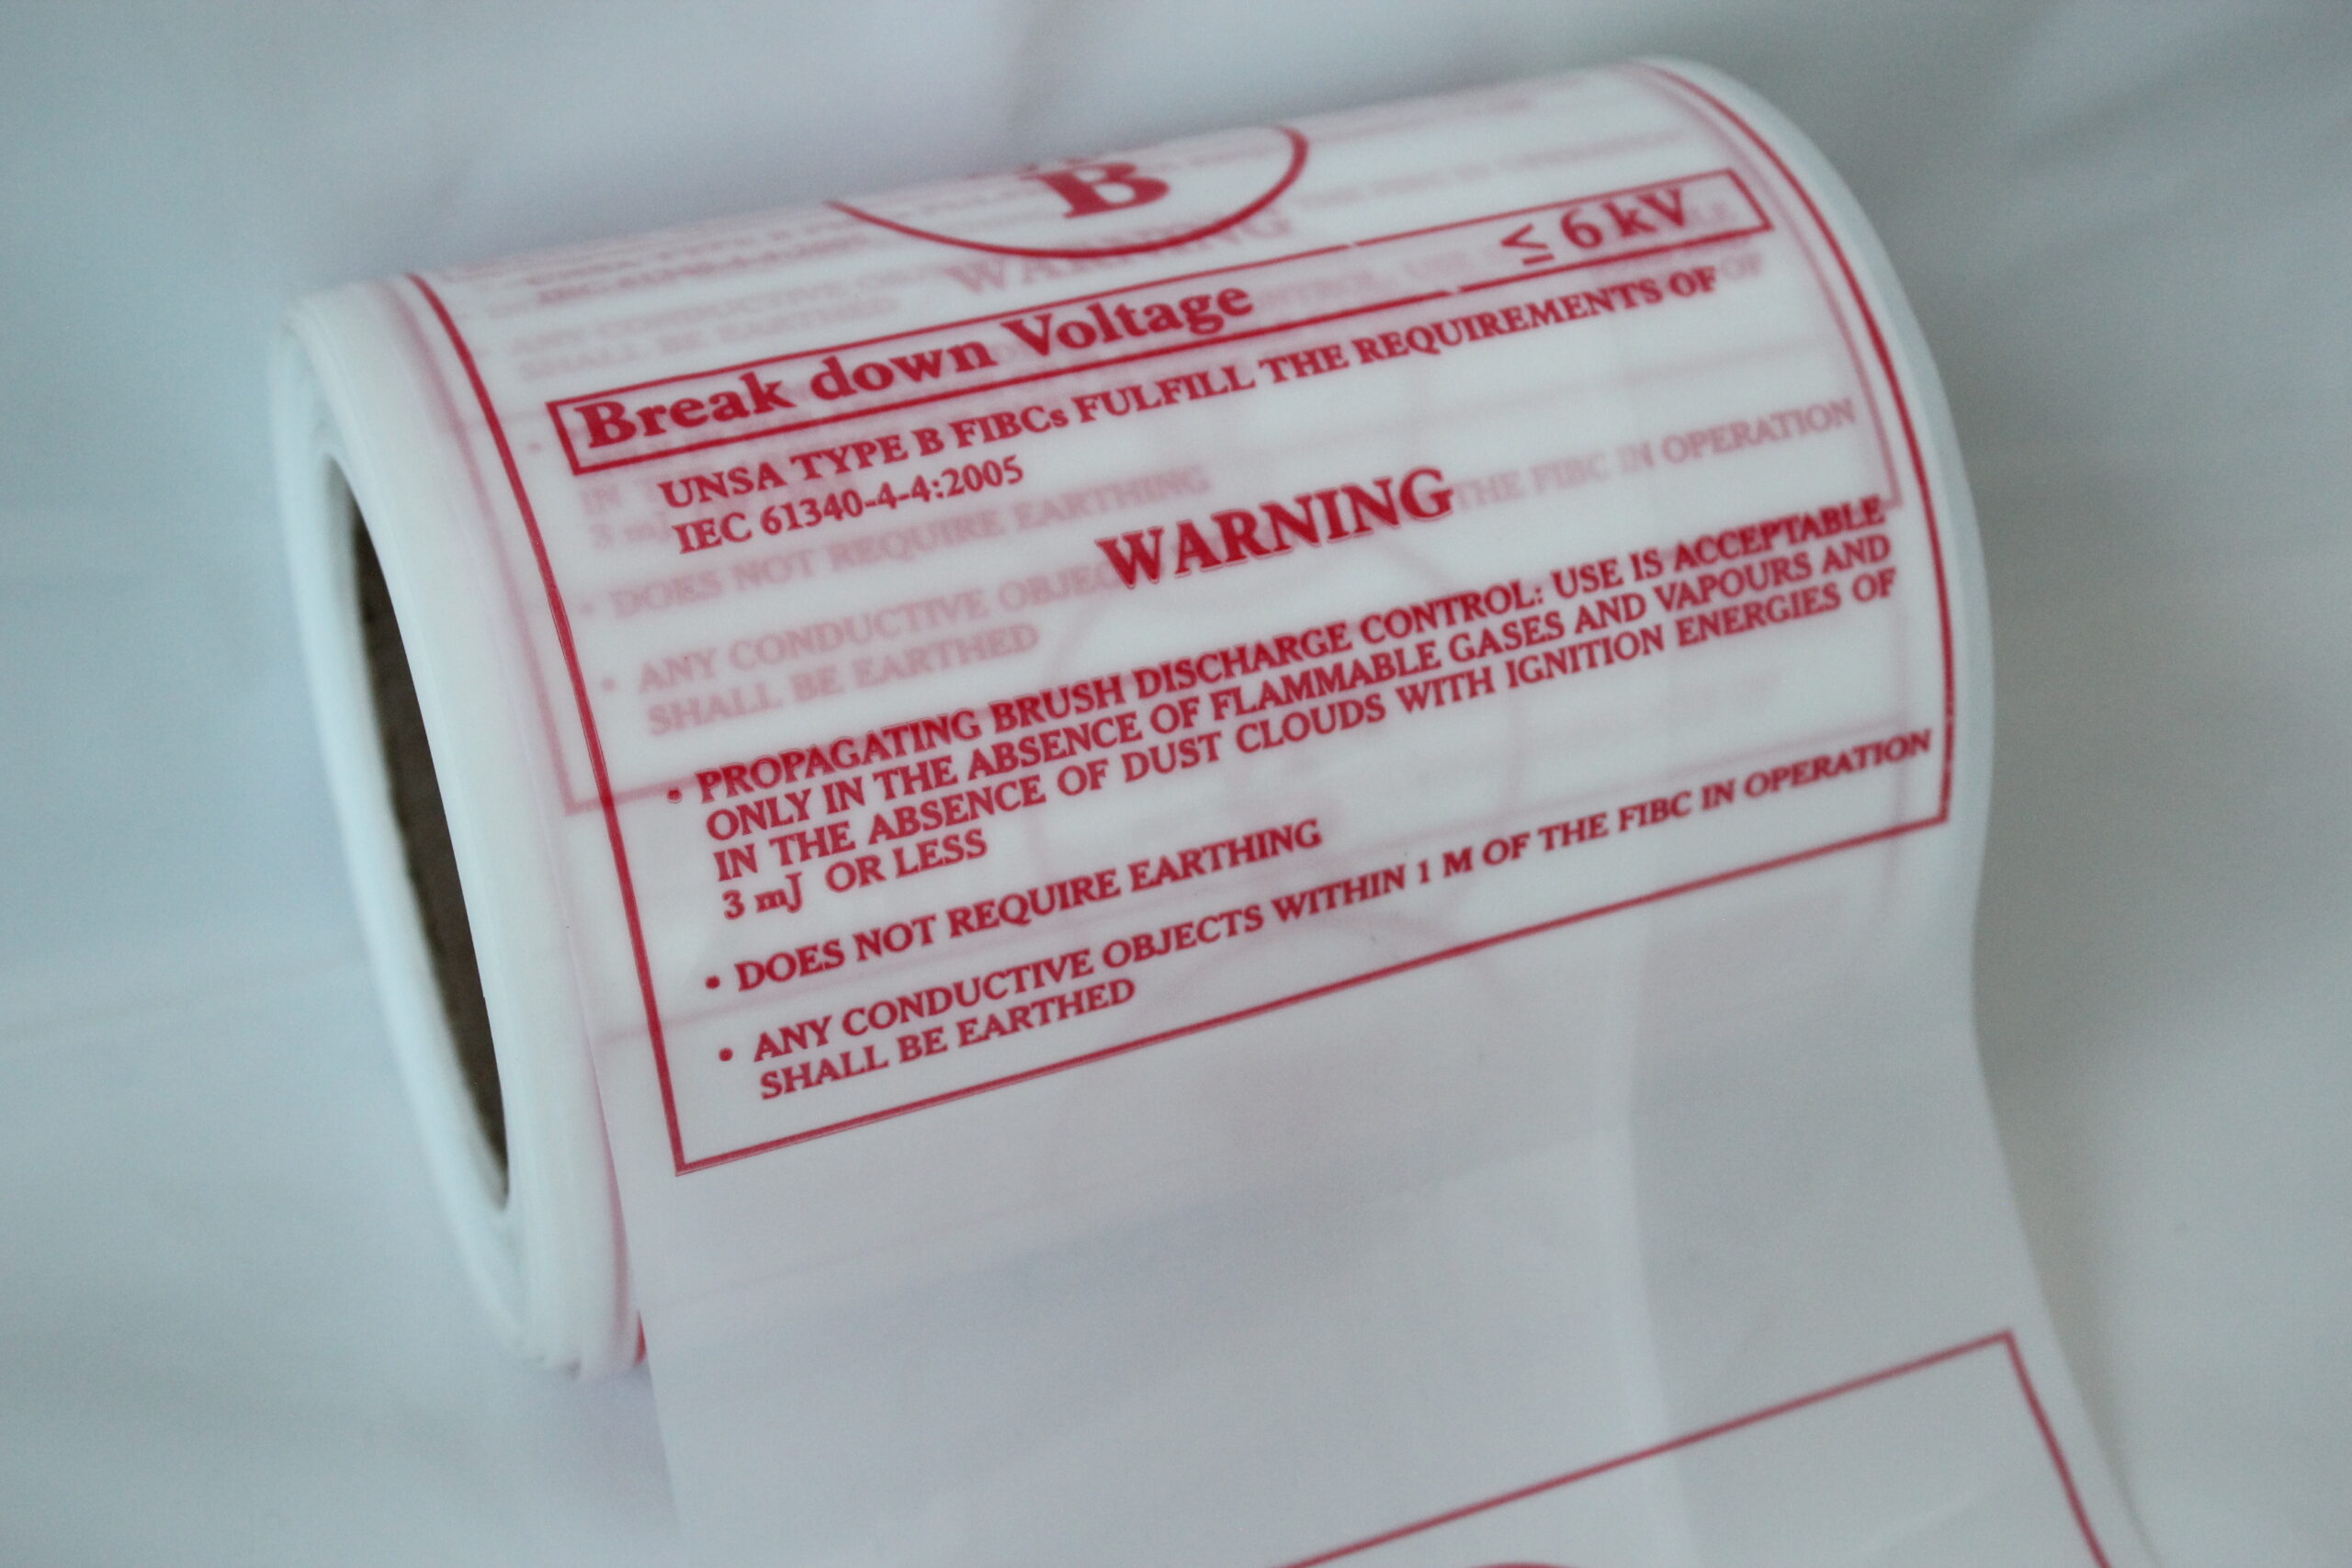 B
Break down Voltage ≤ 6 kV
UNSA TYPE B FIBCs FULFILL THE REQUIREMENTS OF
IEC 61340-4-4:2005
WARNING
• PROPAGATING BRUSH DISCHARGE CONTROL: USE IS ACCEPTABLE
ONLY IN THE ABSENCE OF FLAMMABLE GASES AND VAPOURS AND
IN THE ABSENCE OF DUST CLOUDS WITH IGNITION ENERGIES OF
3 mJ OR LESS
• DOES NOT REQUIRE EARTHING
• ANY CONDUCTIVE OBJECTS WITHIN 1 M OF THE FIBC IN OPERATION
SHALL BE EARTHED